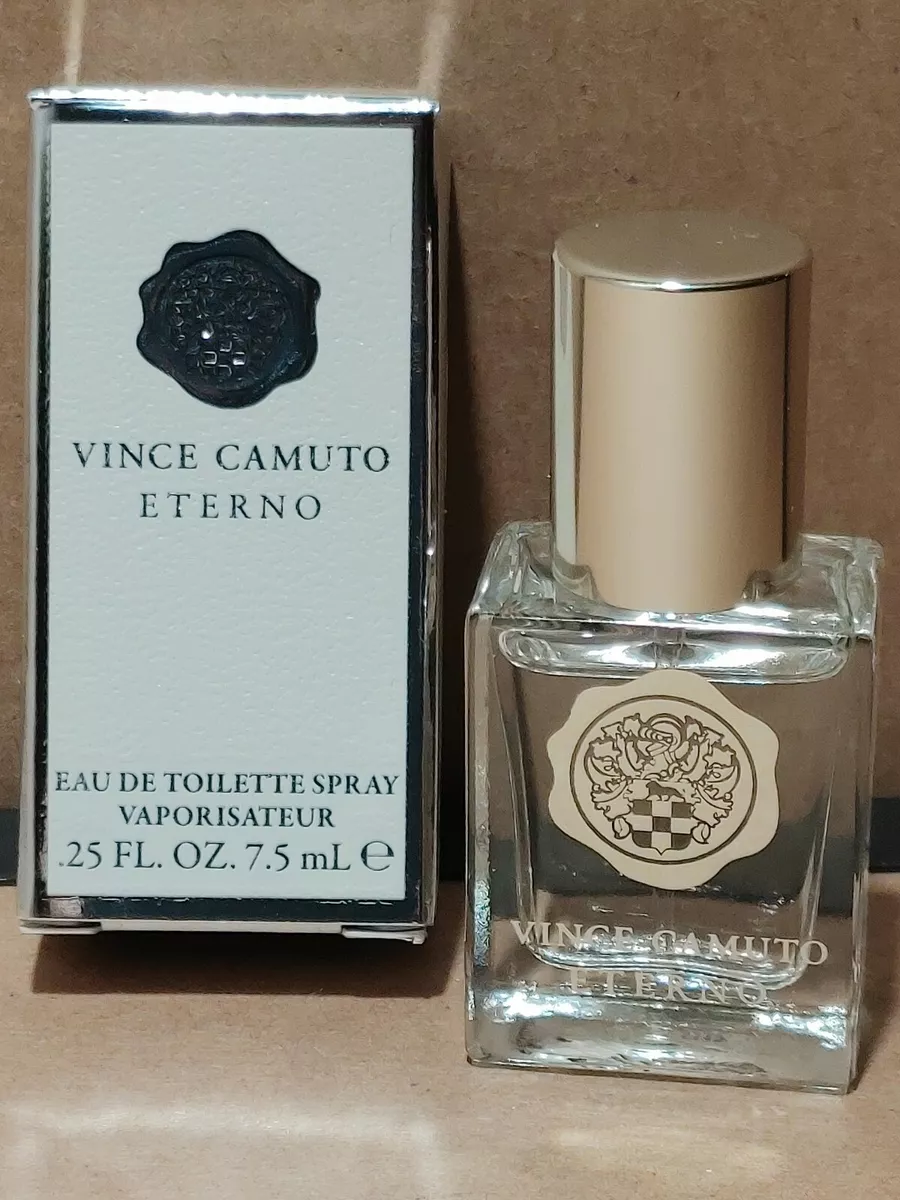 VINCE CAMUTO
ETERNO
EAU DE TOILETTE SPRAY
VAPORISATEUR
.25 FL. OZ. 7.5 mL ℮
VINCE CAMUTO
ETERNO